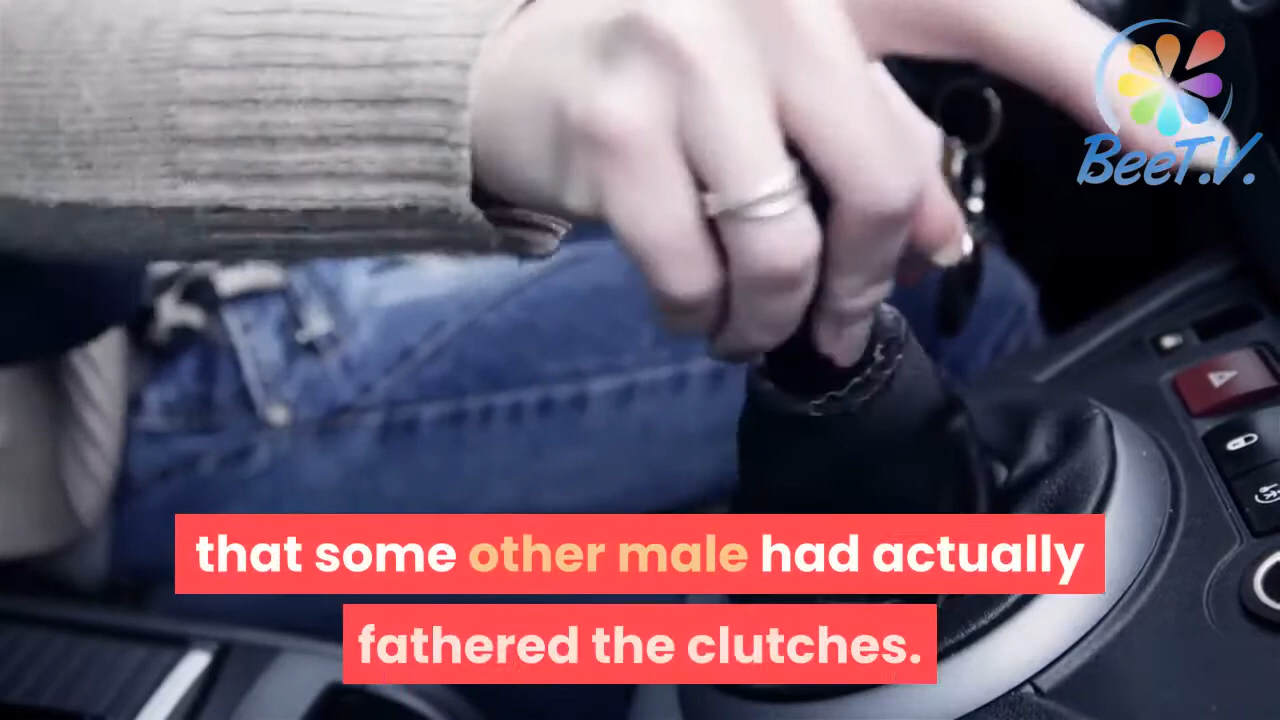 BeeT.V.
that some other male had actually
fathered the clutches.